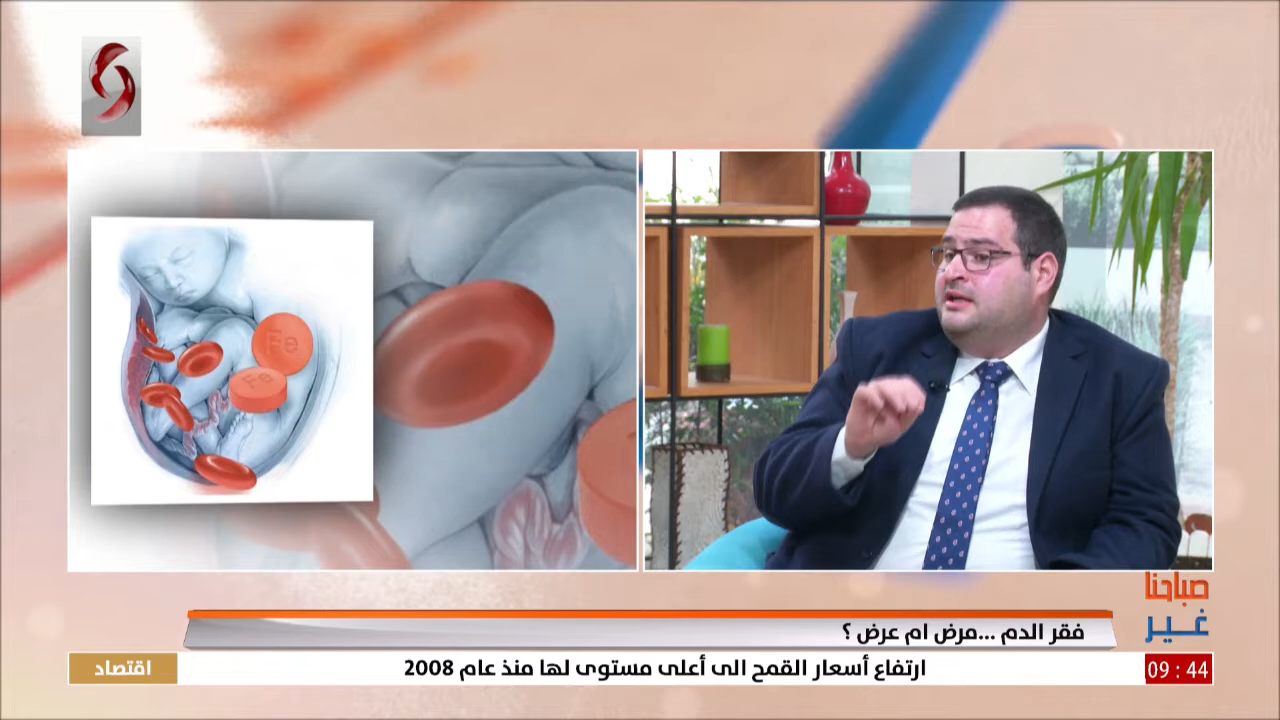 Fe
Fe
صباحنا
غير
فقر الدم ...مرض ام عرض ؟
09:44
ارتفاع أسعار القمح الى أعلى مستوى لها منذ عام 2008
اقتصاد